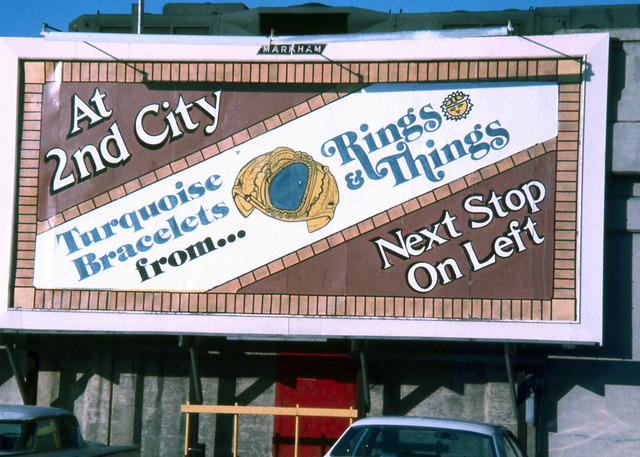 MARKHAM
At
2nd City
Turquoise
Bracelets
from...
Rings
& Things
Next Stop
On Left